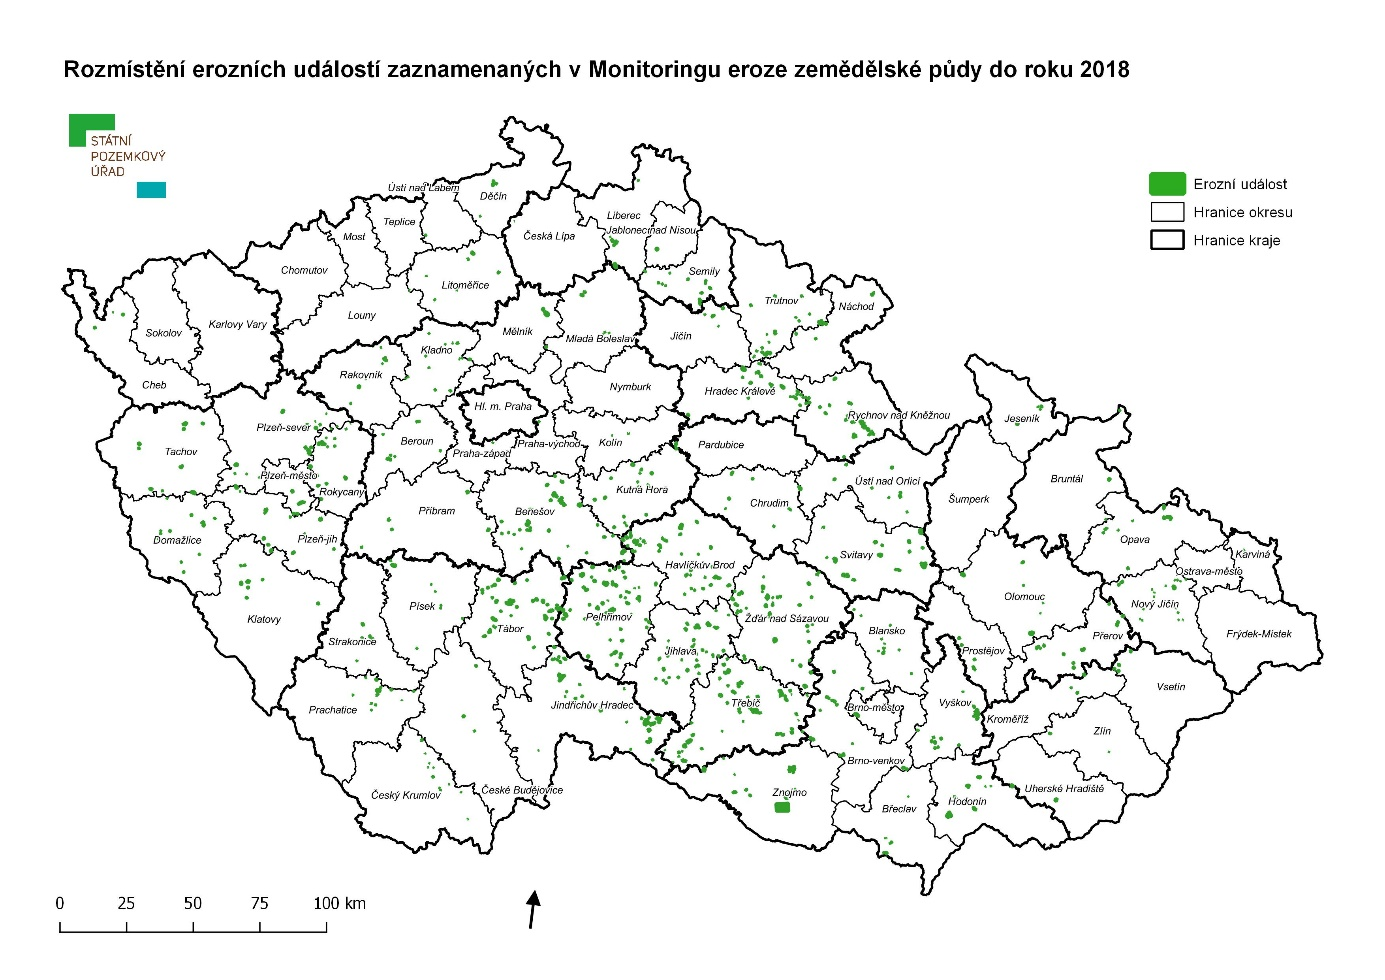 Rozmístění erozních událostí zaznamenaných v Monitoringu eroze zemědělské půdy do roku 2018
STÁTNÍ
POZEMKOVÝ
ÚŘAD
Erozní událost
Hranice okresu
Hranice kraje
Ústí nad Labem
Děčín
Teplice
Most
Liberec
Jablonec nad Nisou
Česká Lípa
Chomutov
Semily
Litoměřice
Trutnov
Náchod
Louny
Karlovy Vary
Sokolov
Mělník
Mladá Boleslav
Jičín
Kladno
Rakovník
Cheb
Nymburk
Hradec Králové
Hl. m. Praha
Rychnov nad Kněžnou
Jeseník
Plzeň-sever
Beroun
Praha-východ
Kolín
Pardubice
Tachov
Praha-západ
Plzeň-město
Bruntál
Ústí nad Orlicí
Rokycany
Kutná Hora
Šumperk
Chrudim
Příbram
Benešov
Domažlice
Plzeň-jih
Opava
Svitavy
Karviná
Havlíčkův Brod
Ostrava-město
Olomouc
Nový Jičín
Písek
Klatovy
Pelhřimov
Žďár nad Sázavou
Tábor
Blansko
Přerov
Frýdek-Místek
Strakonice
Jihlava
Prostějov
Vsetín
Jindřichův Hradec
Třebíč
Vyškov
Brno-město
Prachatice
Kroměříž
Zlín
Brno-venkov
České Budějovice
Český Krumlov
Znojmo
Uherské Hradiště
Hodonín
Břeclav
0 25 50 75 100 km